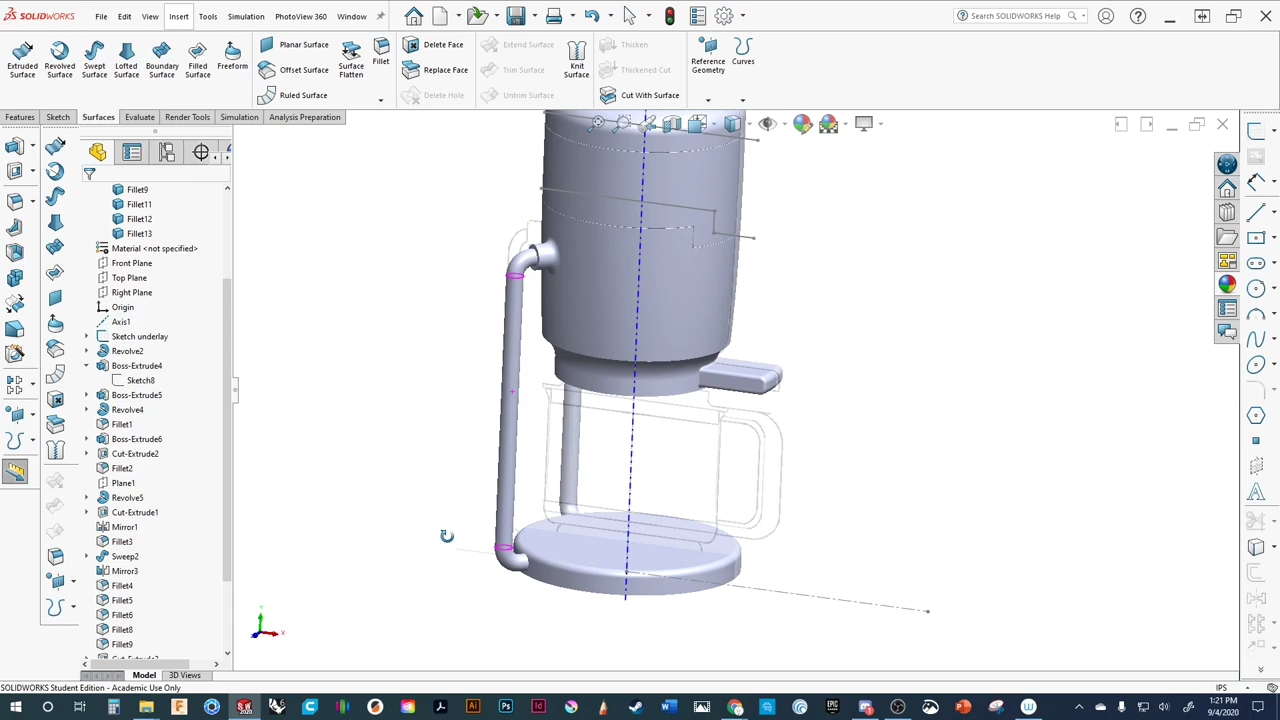 SOLIDWORKS
File Edit View Insert Tools Simulation PhotoView 360 Window
Search SOLIDWORKS Help
Extruded Surface
Revolved Surface
Swept Surface
Lofted Surface
Boundary Surface
Filled Surface
Freeform
Planar Surface
Offset Surface
Ruled Surface
Surface Flatten
Fillet
Delete Face
Replace Face
Delete Hole
Extend Surface
Trim Surface
Untrim Surface
Knit Surface
Thicken
Thickened Cut
Cut With Surface
Reference Geometry
Curves
Features Sketch Surfaces Evaluate Render Tools Simulation Analysis Preparation
Fillet9
Fillet11
Fillet12
Fillet13
Material <not specified>
Front Plane
Top Plane
Right Plane
Origin
Axis1
Sketch underlay
Revolve2
Boss-Extrude4
Sketch8
Boss-Extrude5
Revolve4
Fillet1
Boss-Extrude6
Cut-Extrude2
Fillet2
Plane1
Revolve5
Cut-Extrude1
Mirror1
Fillet3
Sweep2
Mirror3
Fillet4
Fillet5
Fillet6
Fillet8
Fillet9
Model 3D Views
SOLIDWORKS Student Edition - Academic Use Only
IPS
1:21 PM
9/4/2020